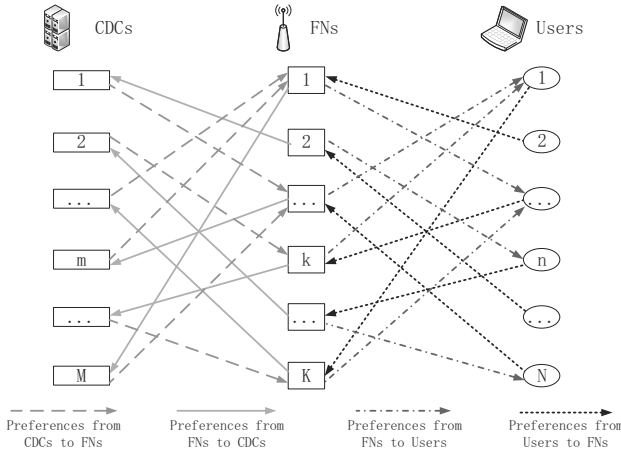 CDCs FNs Users
1 1 1
2 2 2
... ... ...
m k n
... ... ...
M K N
Preferences from CDCs to FNs
Preferences from FNs to CDCs
Preferences from FNs to Users
Preferences from Users to FNs